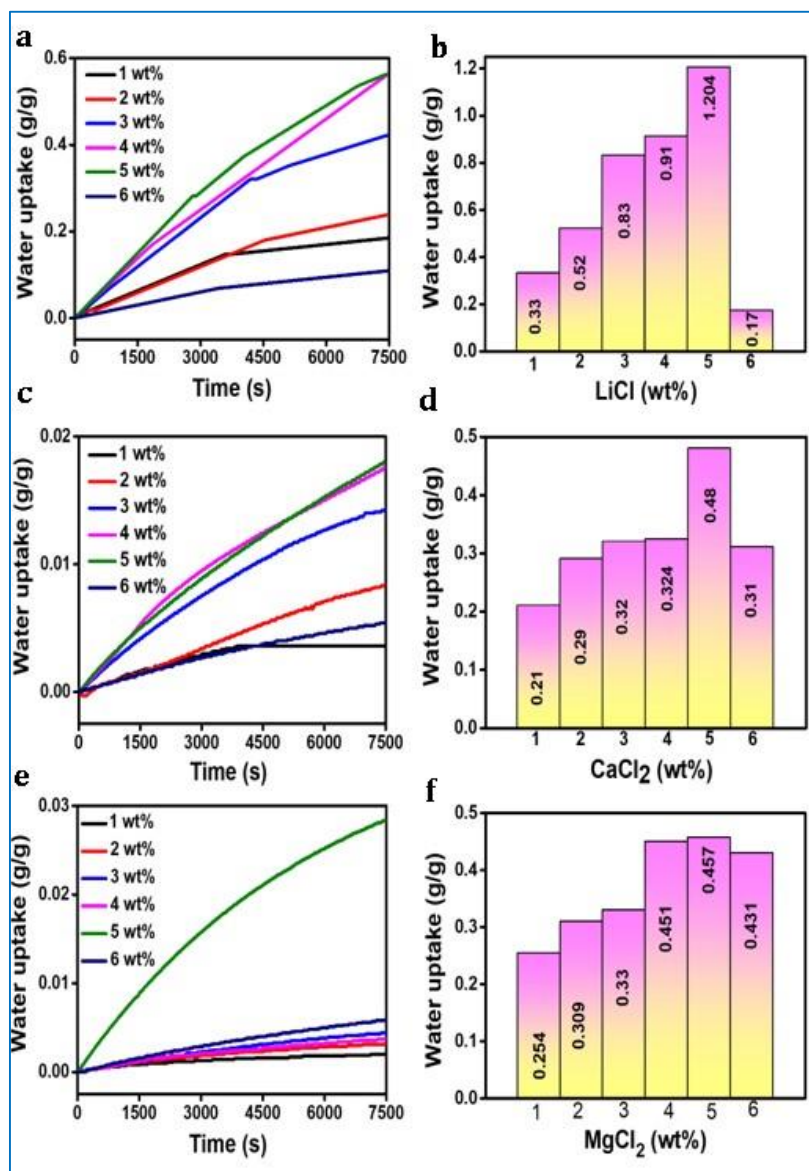 a
Water uptake (g/g)
0.6
0.4
0.2
0.0
1 wt%
2 wt%
3 wt%
4 wt%
5 wt%
6 wt%
0 1500 3000 4500 6000 7500
Time (s)
b
Water uptake (g/g)
1.2
1.0
0.8
0.6
0.4
0.2
0.0
0.33
0.52
0.83
0.91
1.204
0.17
1 2 3 4 5 6
LiCl (wt%)
c
Water uptake (g/g)
0.02
0.01
0.00
1 wt%
2 wt%
3 wt%
4 wt%
5 wt%
6 wt%
0 1500 3000 4500 6000 7500
Time (s)
d
Water uptake (g/g)
0.5
0.4
0.3
0.2
0.1
0.0
0.21
0.29
0.32
0.324
0.48
0.31
1 2 3 4 5 6
CaCl₂ (wt%)
e
Water uptake (g/g)
0.03
0.02
0.01
0.00
1 wt%
2 wt%
3 wt%
4 wt%
5 wt%
6 wt%
0 1500 3000 4500 6000 7500
Time (s)
f
Water uptake (g/g)
0.5
0.4
0.3
0.2
0.1
0.0
0.254
0.309
0.33
0.451
0.457
0.431
1 2 3 4 5 6
MgCl₂ (wt%)